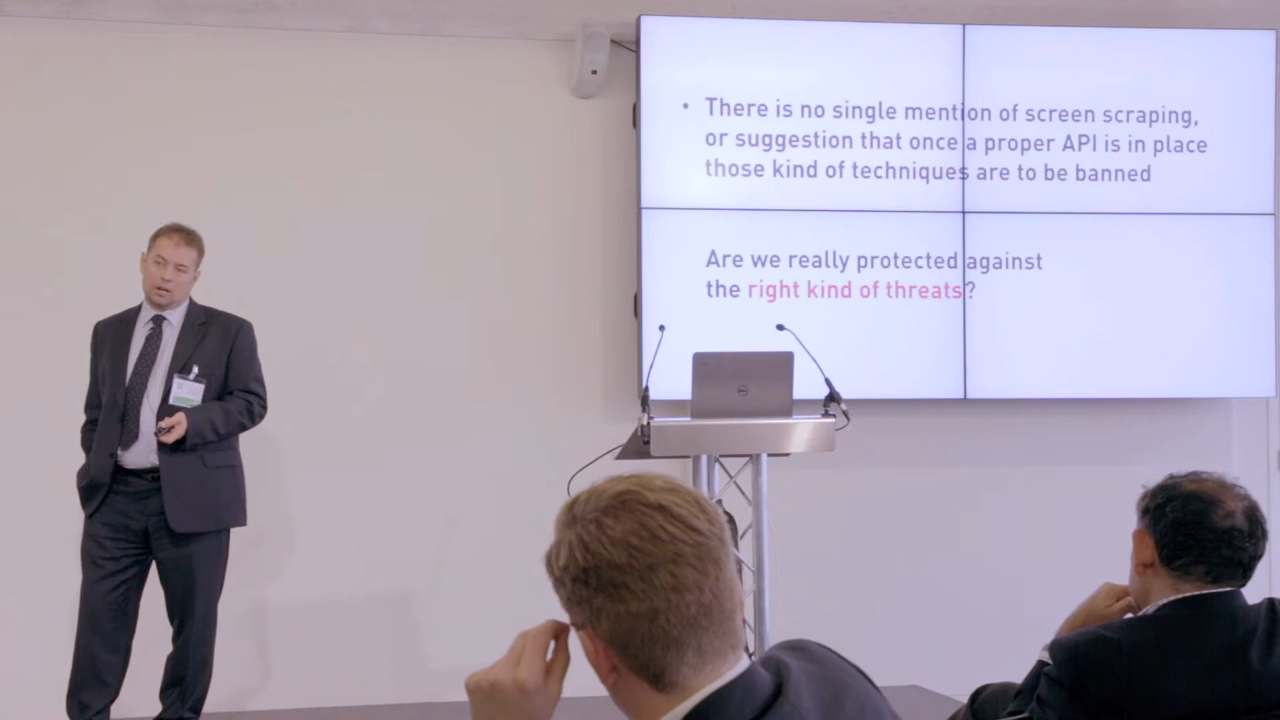 • There is no single mention of screen scraping,
or suggestion that once a proper API is in place
those kind of techniques are to be banned
Are we really protected against
the right kind of threats?
DELL